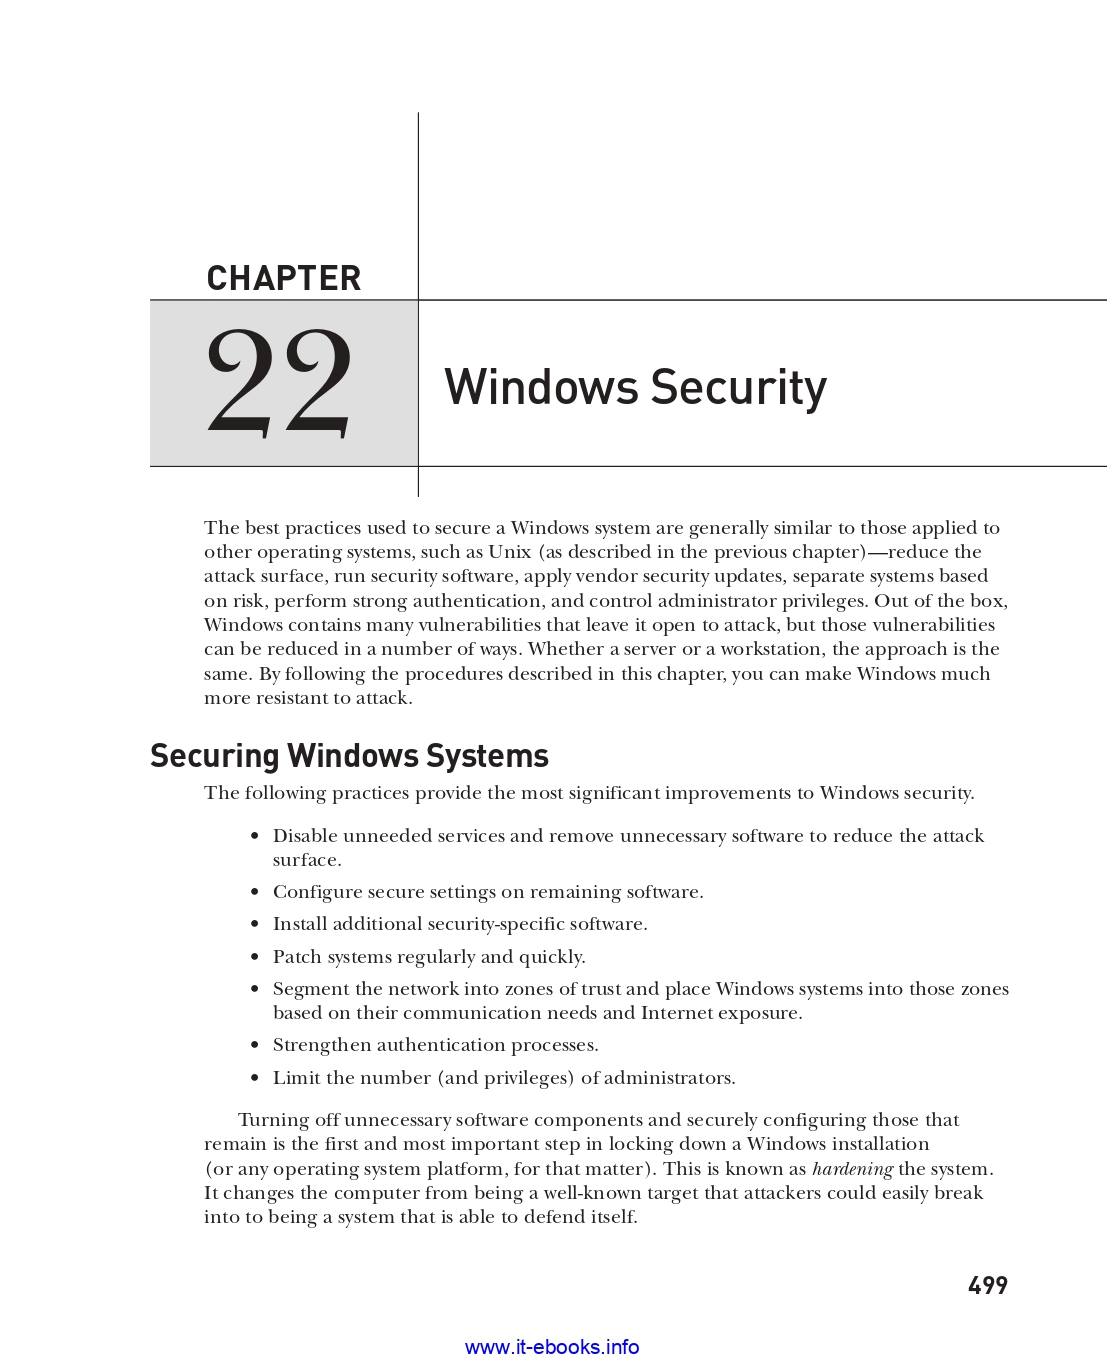 CHAPTER
22
Windows Security
The best practices used to secure a Windows system are generally similar to those applied to
other operating systems, such as Unix (as described in the previous chapter)—reduce the
attack surface, run security software, apply vendor security updates, separate systems based
on risk, perform strong authentication, and control administrator privileges. Out of the box,
Windows contains many vulnerabilities that leave it open to attack, but those vulnerabilities
can be reduced in a number of ways. Whether a server or a workstation, the approach is the
same. By following the procedures described in this chapter, you can make Windows much
more resistant to attack.
Securing Windows Systems
The following practices provide the most significant improvements to Windows security.
• Disable unneeded services and remove unnecessary software to reduce the attack
surface.
• Configure secure settings on remaining software.
• Install additional security-specific software.
• Patch systems regularly and quickly.
• Segment the network into zones of trust and place Windows systems into those zones
based on their communication needs and Internet exposure.
• Strengthen authentication processes.
• Limit the number (and privileges) of administrators.
Turning off unnecessary software components and securely configuring those that
remain is the first and most important step in locking down a Windows installation
(or any operating system platform, for that matter). This is known as hardening the system.
It changes the computer from being a well-known target that attackers could easily break
into to being a system that is able to defend itself.
499
www.it-ebooks.info